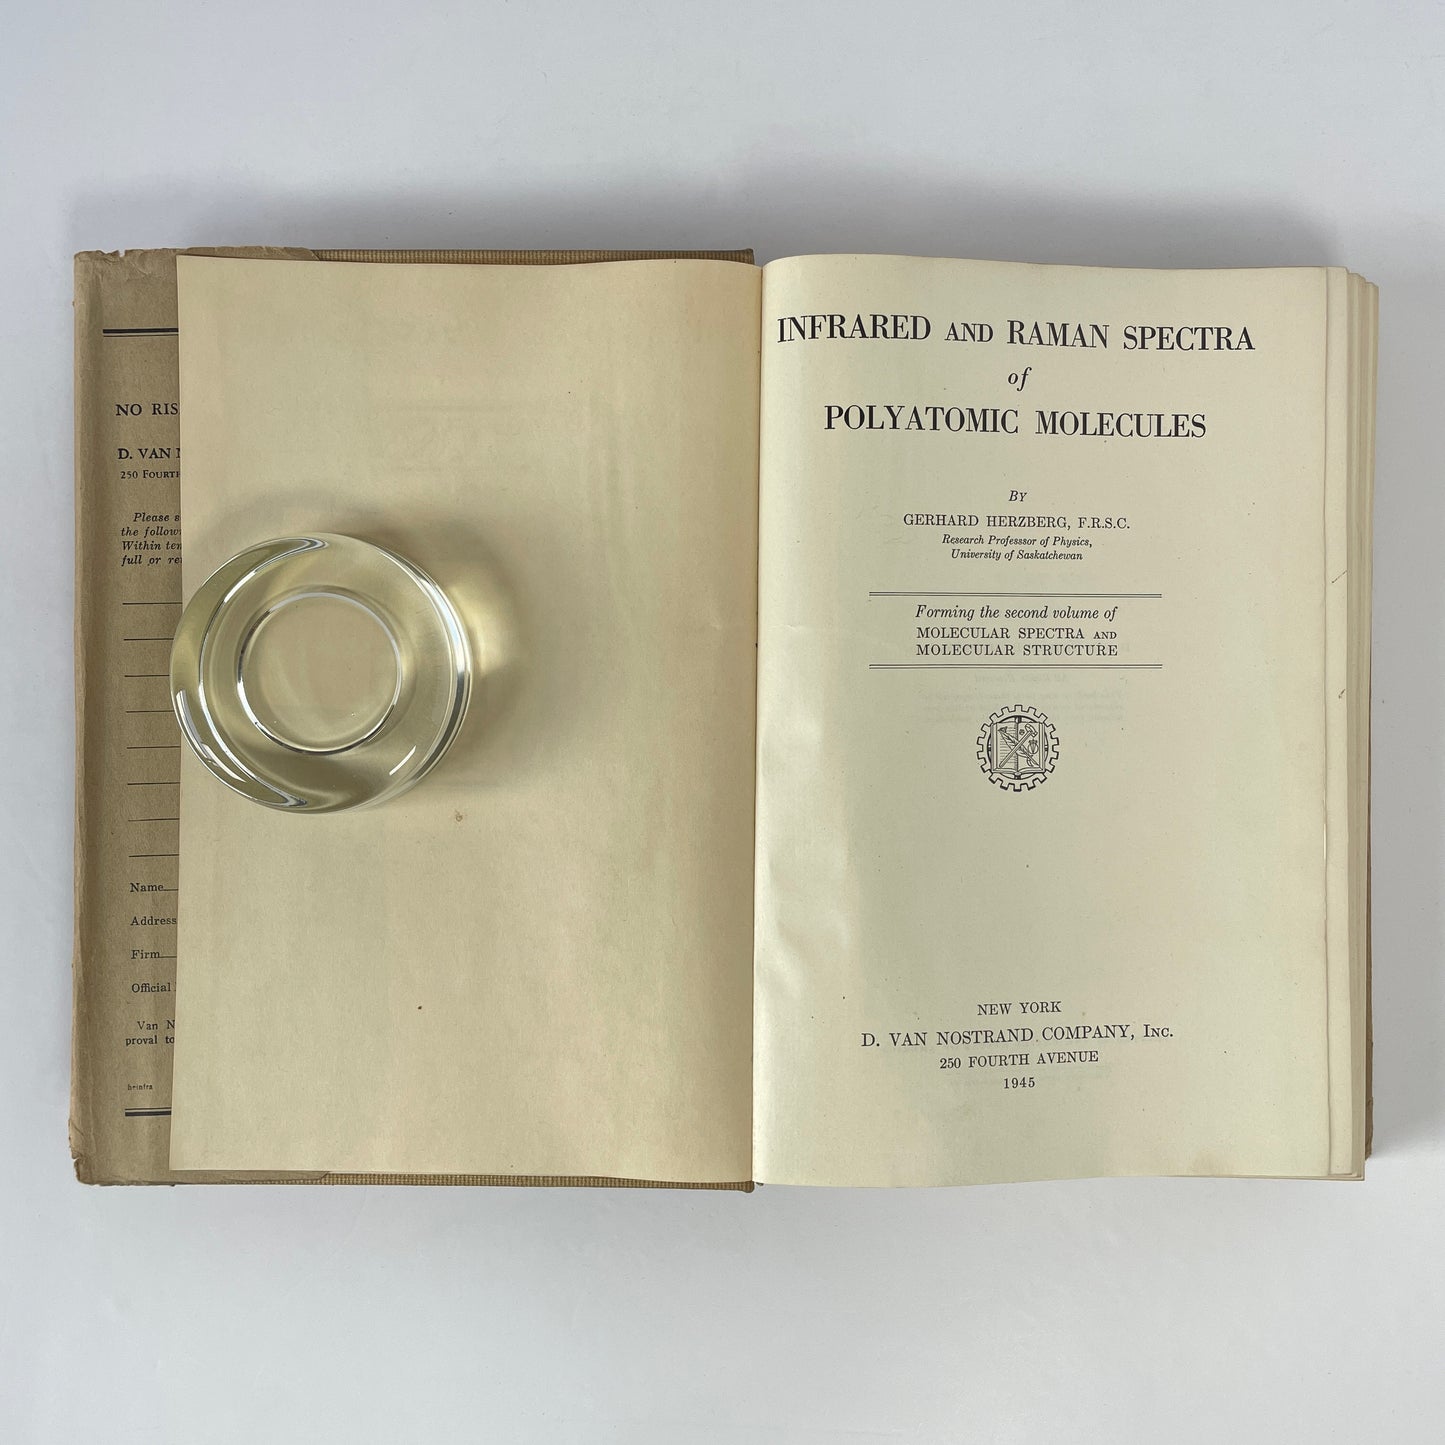 NO RIS
D. VAN
250 FOURTH
Please s
the follow
Within ten
full or re
Name
Address
Firm
Official
Van N
proval to
hrinfra
INFRARED AND RAMAN SPECTRA
of
POLYATOMIC MOLECULES
BY
GERHARD HERZBERG, F.R.S.C.
Research Professsor of Physics,
University of Saskatchewan
Forming the second volume of
MOLECULAR SPECTRA AND
MOLECULAR STRUCTURE
NEW YORK
D. VAN NOSTRAND COMPANY, INC.
250 FOURTH AVENUE
1945